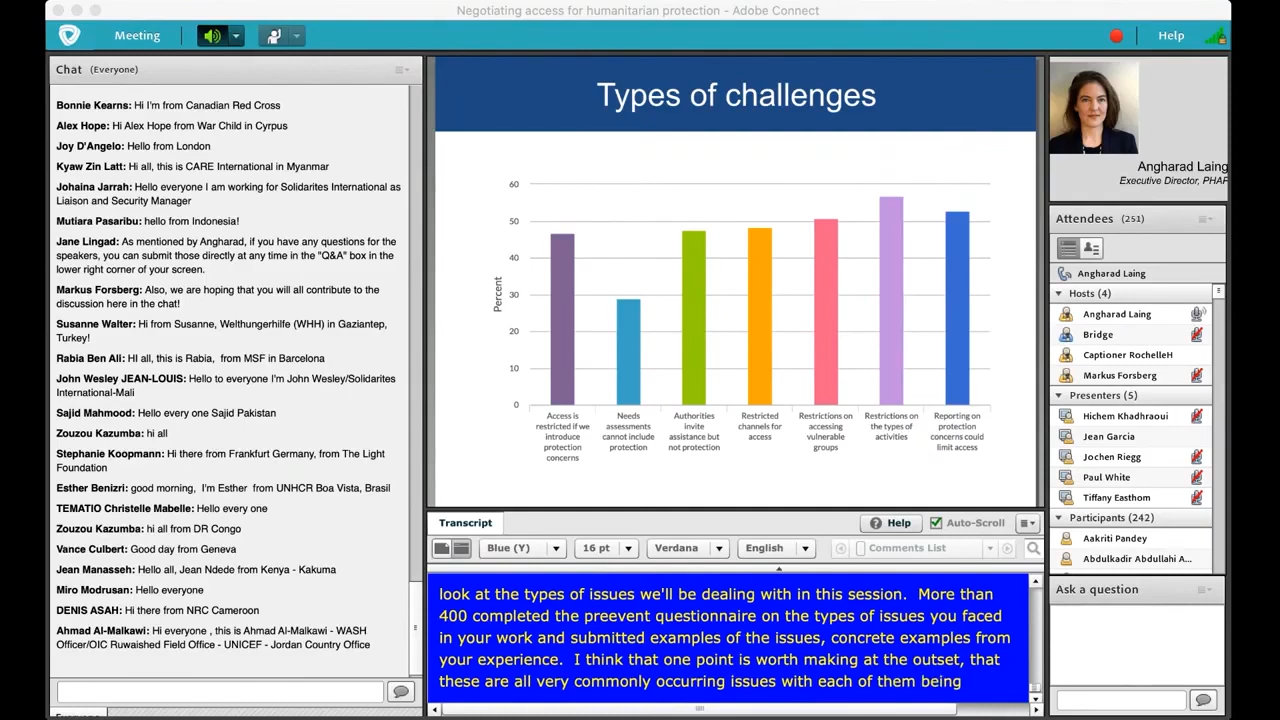 Negotiating access for humanitarian protection - Adobe Connect
Meeting
Help
Chat (Everyone)
Bonnie Kearns: Hi I'm from Canadian Red Cross
Alex Hope: Hi Alex Hope from War Child in Cyrpus
Joy D'Angelo: Hello from London
Kyaw Zin Latt: Hi all, this is CARE International in Myanmar
Johaina Jarrah: Hello everyone I am working for Solidarites International as
Liaison and Security Manager
Mutiara Pasaribu: hello from Indonesia!
Jane Lingad: As mentioned by Angharad, if you have any questions for the
speakers, you can submit those directly at any time in the "Q&A" box in the
lower right corner of your screen.
Markus Forsberg: Also, we are hoping that you will all contribute to the
discussion here in the chat!
Susanne Walter: Hi from Susanne, Welthungerhilfe (WHH) in Gaziantep,
Turkey!
Rabia Ben Ali: HI all, this is Rabia, from MSF in Barcelona
John Wesley JEAN-LOUIS: Hello to everyone I'm John Wesley/Solidarites
International-Mali
Sajid Mahmood: Hello every one Sajid Pakistan
Zouzou Kazumba: hi all
Stephanie Koopmann: Hi there from Frankfurt Germany, from The Light
Foundation
Esther Benizri: good morning, I'm Esther from UNHCR Boa Vista, Brasil
TEMATIO Christelle Mabelle: Hello every one
Zouzou Kazumba: hi all from DR Congo
Vance Culbert: Good day from Geneva
Jean Manasseh: Hello all, Jean Ndede from Kenya - Kakuma
Miro Modrusan: Hello everyone
DENIS ASAH: Hi there from NRC Cameroon
Ahmad Al-Malkawi: Hi everyone , this is Ahmad Al-Malkawi - WASH
Officer/OIC Ruwaished Field Office - UNICEF - Jordan Country Office
Types of challenges
60
50
40
30
20
10
0
Percent
Access is
restricted if we
introduce
protection
concerns
Needs
assessments
cannot include
protection
Authorities
invite
assistance but
not protection
Restricted
channels for
access
Restrictions on
accessing
vulnerable
groups
Restrictions on
the types of
activities
Reporting on
protection
concerns could
limit access
Transcript
Help
Auto-Scroll
Blue (Y)
16 pt
Verdana
English
Comments List
look at the types of issues we'll be dealing with in this session. More than
400 completed the preevent questionnaire on the types of issues you faced
in your work and submitted examples of the issues, concrete examples from
your experience. I think that one point is worth making at the outset, that
these are all very commonly occurring issues with each of them being
Angharad Laing
Executive Director, PHAP
Attendees (251)
Angharad Laing
Hosts (4)
Angharad Laing
Bridge
Captioner RochelleH
Markus Forsberg
Presenters (5)
Hichem Khadhraoui
Jean Garcia
Jochen Riegg
Paul White
Tiffany Easthom
Participants (242)
Aakriti Pandey
Abdulkadir Abdullahi A...
Ask a question